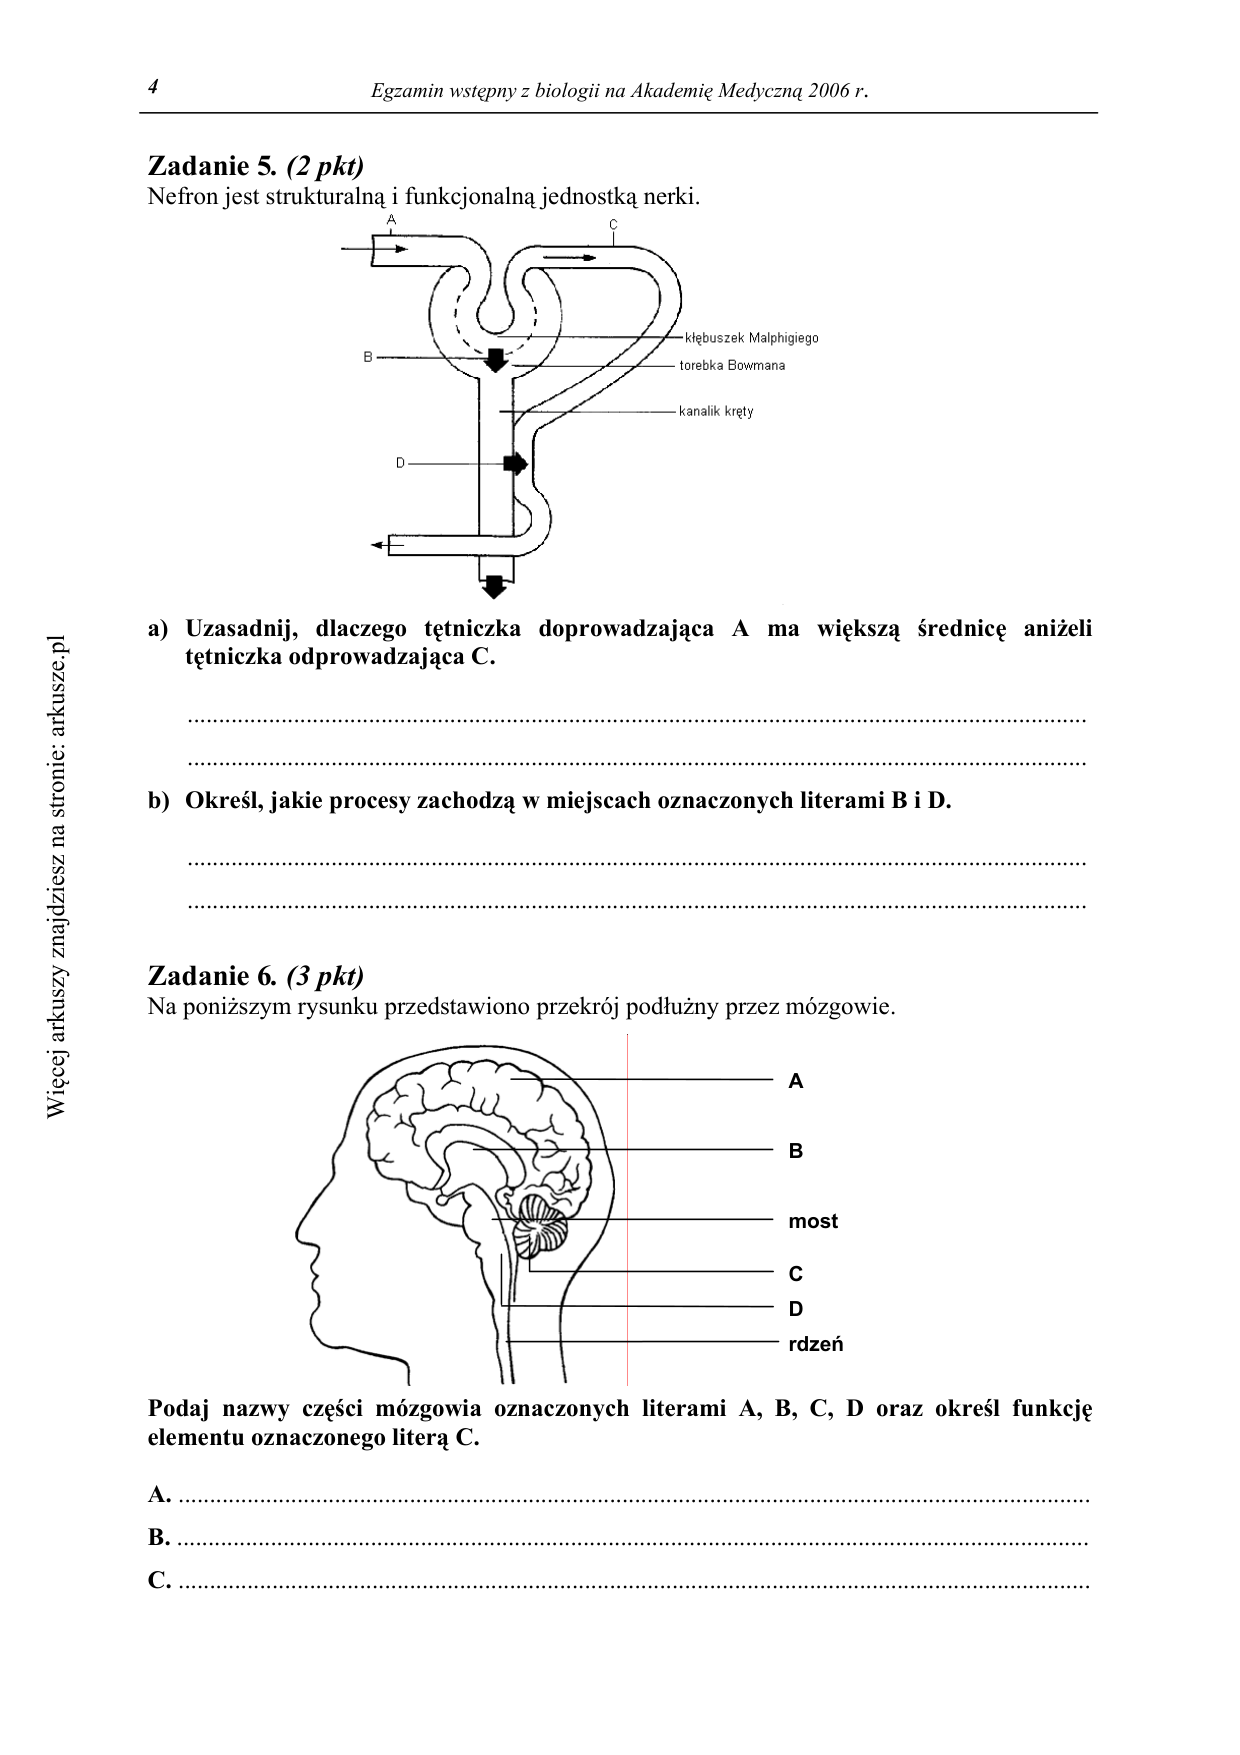 4
Egzamin wstępny z biologii na Akademię Medyczną 2006 r.
Zadanie 5. (2 pkt)
Nefron jest strukturalną i funkcjonalną jednostką nerki.
A
C
kłębuszek Malphigiego
B
torebka Bowmana
kanalik kręty
D
a) Uzasadnij, dlaczego tętniczka doprowadzająca A ma większą średnicę aniżeli
tętniczka odprowadzająca C.
b) Określ, jakie procesy zachodzą w miejscach oznaczonych literami B i D.
Zadanie 6. (3 pkt)
Na poniższym rysunku przedstawiono przekrój podłużny przez mózgowie.
A
B
most
C
D
rdzeń
Podaj nazwy części mózgowia oznaczonych literami A, B, C, D oraz określ funkcję
elementu oznaczonego literą C.
A. ....................
B. ....................
C. ....................
Więcej arkuszy znajdziesz na stronie: arkusze.pl